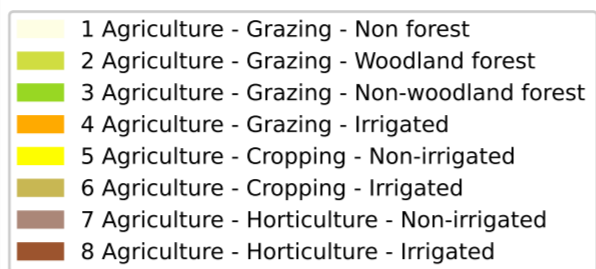 1 Agriculture - Grazing - Non forest
2 Agriculture - Grazing - Woodland forest
3 Agriculture - Grazing - Non-woodland forest
4 Agriculture - Grazing - Irrigated
5 Agriculture - Cropping - Non-irrigated
6 Agriculture - Cropping - Irrigated
7 Agriculture - Horticulture - Non-irrigated
8 Agriculture - Horticulture - Irrigated